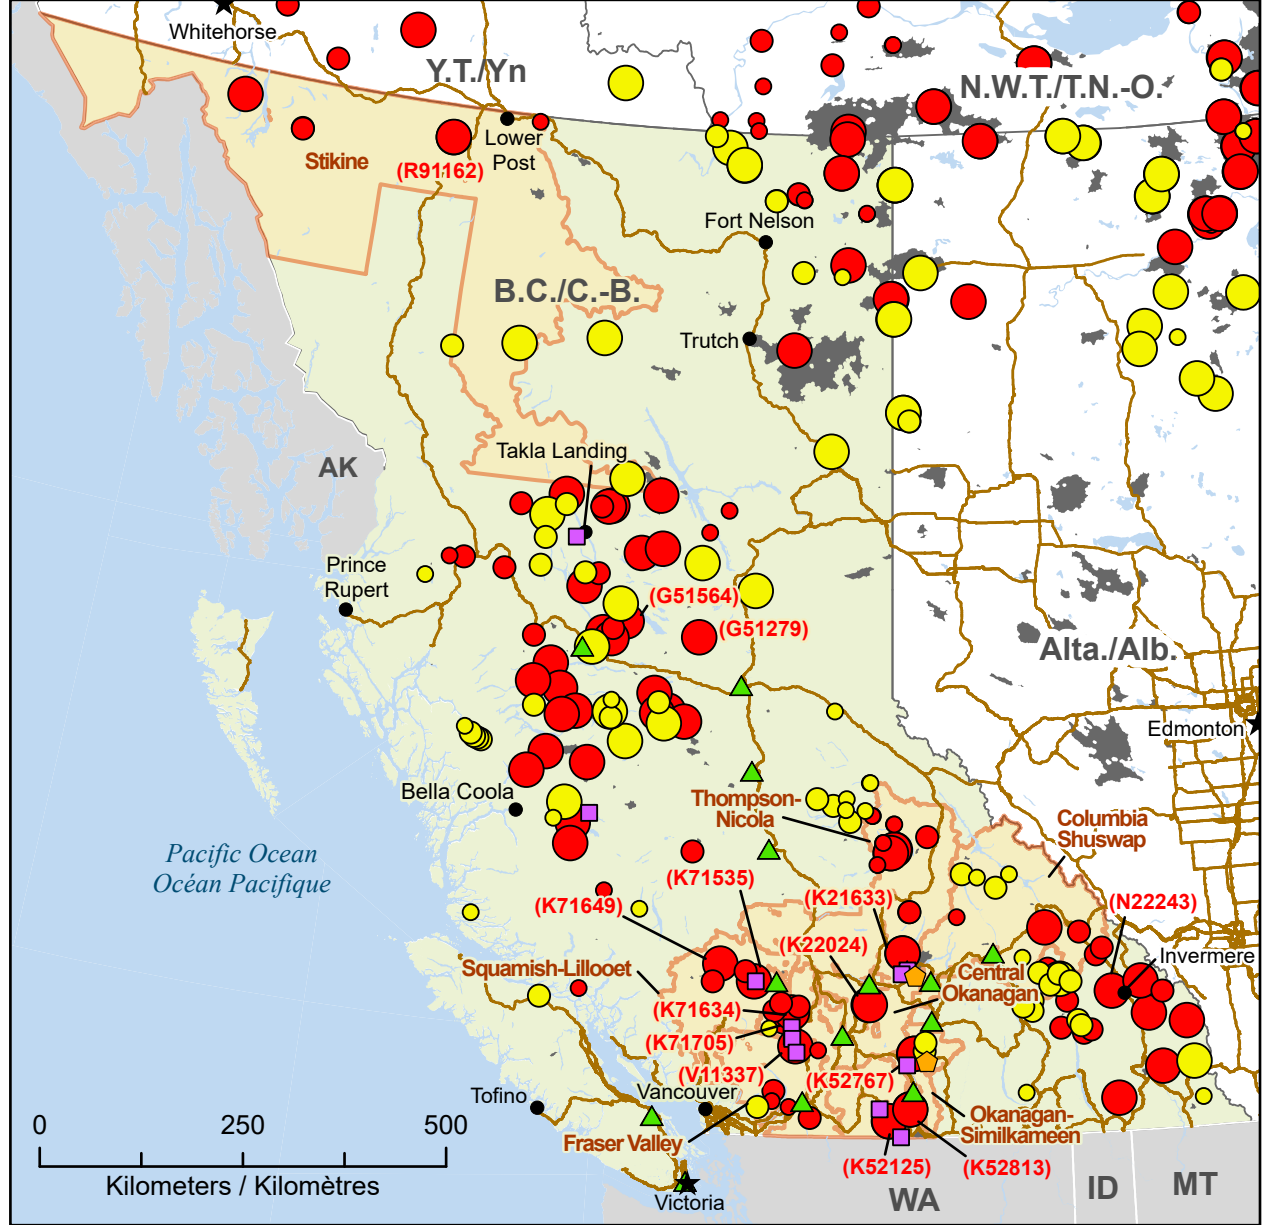 Whitehorse
Y.T./Yn
N.W.T./T.N.-O.
Lower
Post
Stikine
(R91162)
Fort Nelson
B.C./C.-B.
Trutch
Takla Landing
AK
Prince
Rupert
(G51564)
(G51279)
Alta./Alb.
Edmonton
Bella Coola
Thompson-
Nicola
Columbia
Shuswap
Pacific Ocean
Océan Pacifique
(K71535)
(K71649)
(K21633)
(N22243)
(K22024)
Invermere
Squamish-Lillooet
Central
Okanagan
(K71634)
(K71705)
(V11337)
(K52767)
Tofino
Vancouver
Fraser Valley
Okanagan-
Similkameen
0 250 500
Kilometers / Kilomètres
(K52125)
(K52813)
Victoria
WA
ID
MT